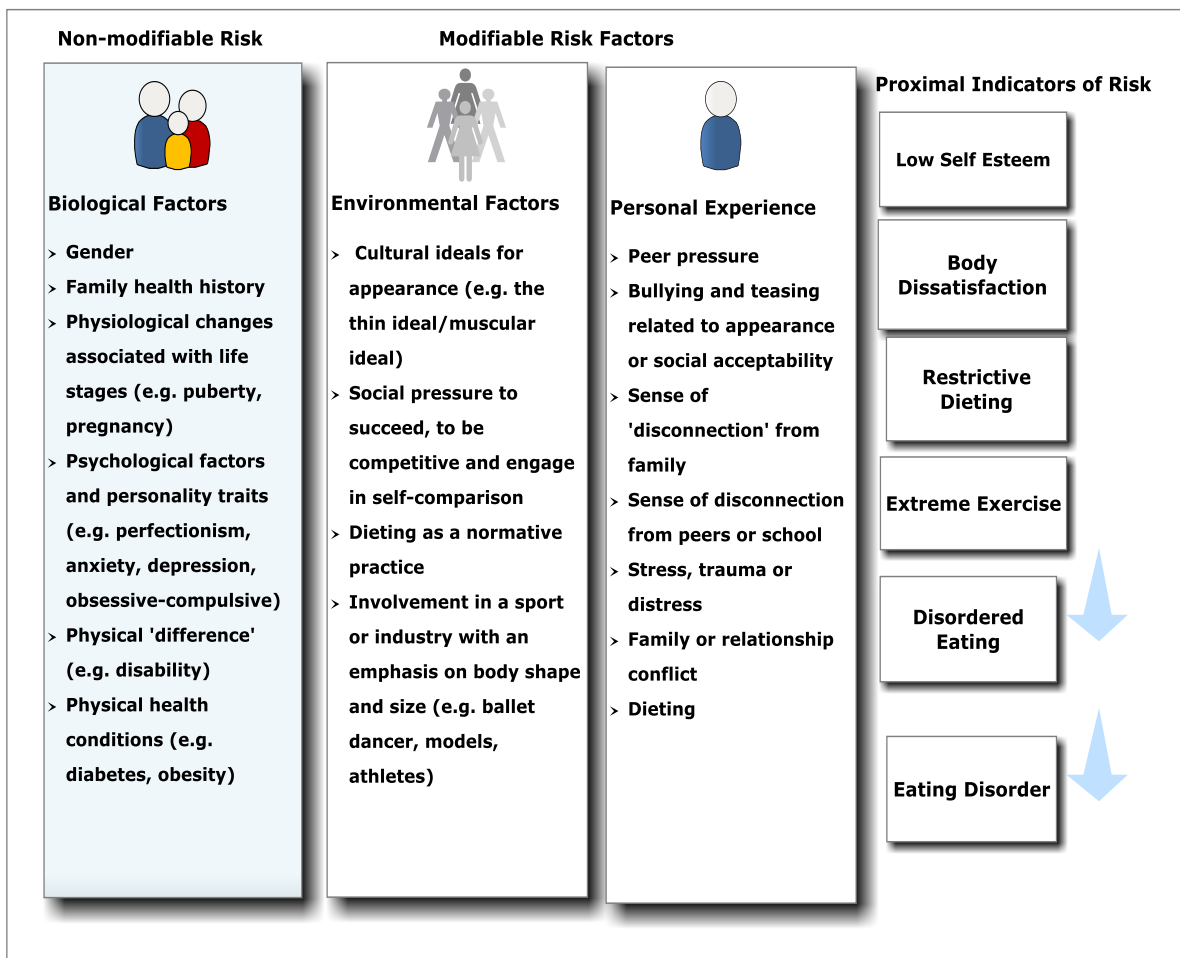 Non-modifiable Risk
Modifiable Risk Factors
Biological Factors
➢ Gender
➢ Family health history
➢ Physiological changes
associated with life
stages (e.g. puberty,
pregnancy)
➢ Psychological factors
and personality traits
(e.g. perfectionism,
anxiety, depression,
obsessive-compulsive)
➢ Physical 'difference'
(e.g. disability)
➢ Physical health
conditions (e.g.
diabetes, obesity)
Environmental Factors
➢ Cultural ideals for
appearance (e.g. the
thin ideal/muscular
ideal)
➢ Social pressure to
succeed, to be
competitive and engage
in self-comparison
➢ Dieting as a normative
practice
➢ Involvement in a sport
or industry with an
emphasis on body shape
and size (e.g. ballet
dancer, models,
athletes)
Personal Experience
➢ Peer pressure
➢ Bullying and teasing
related to appearance
or social acceptability
➢ Sense of
'disconnection' from
family
➢ Sense of disconnection
from peers or school
➢ Stress, trauma or
distress
➢ Family or relationship
conflict
➢ Dieting
Proximal Indicators of Risk
Low Self Esteem
Body
Dissatisfaction
Restrictive
Dieting
Extreme Exercise
Disordered
Eating
Eating Disorder